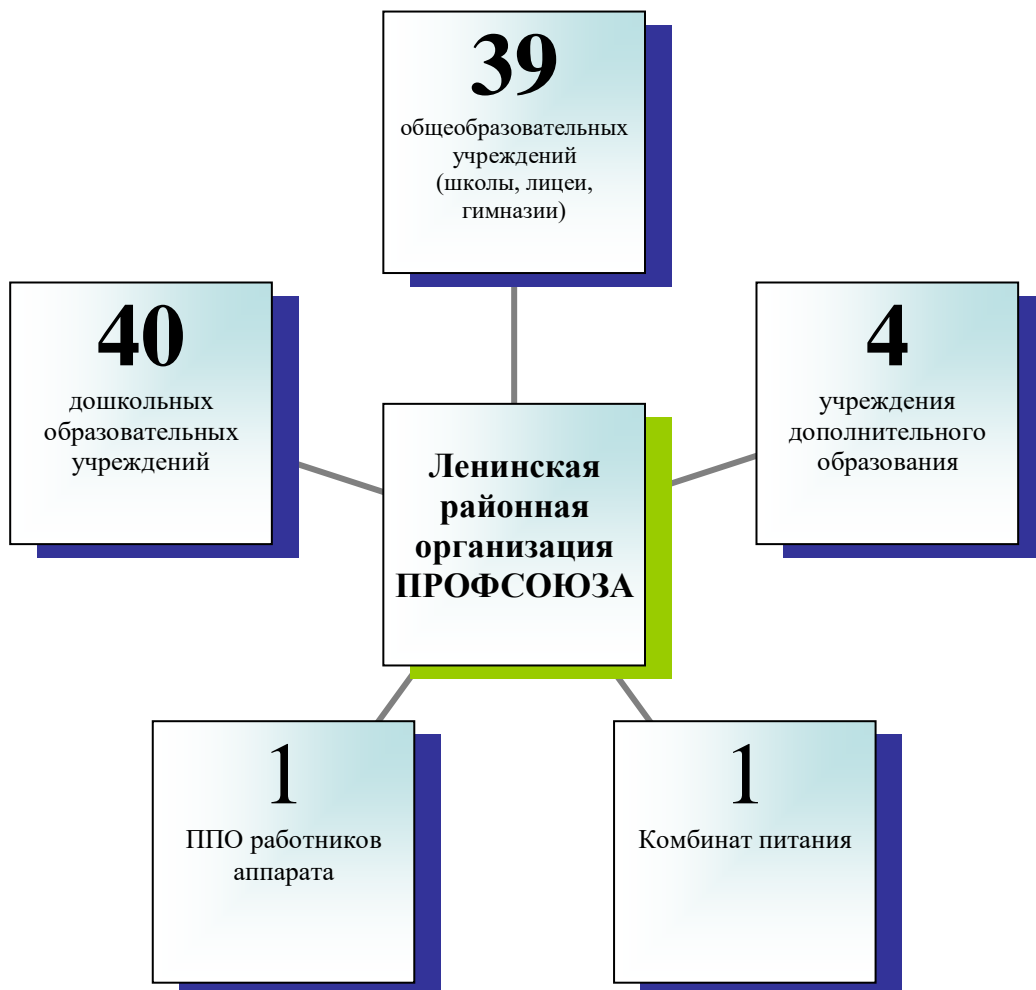 39
общеобразовательных
учреждений
(школы, лицеи,
гимназии)
40
дошкольных
образовательных
учреждений
4
учреждения
дополнительного
образования
Ленинская
районная
организация
ПРОФСОЮЗА
1
ППО работников
аппарата
1
Комбинат питания